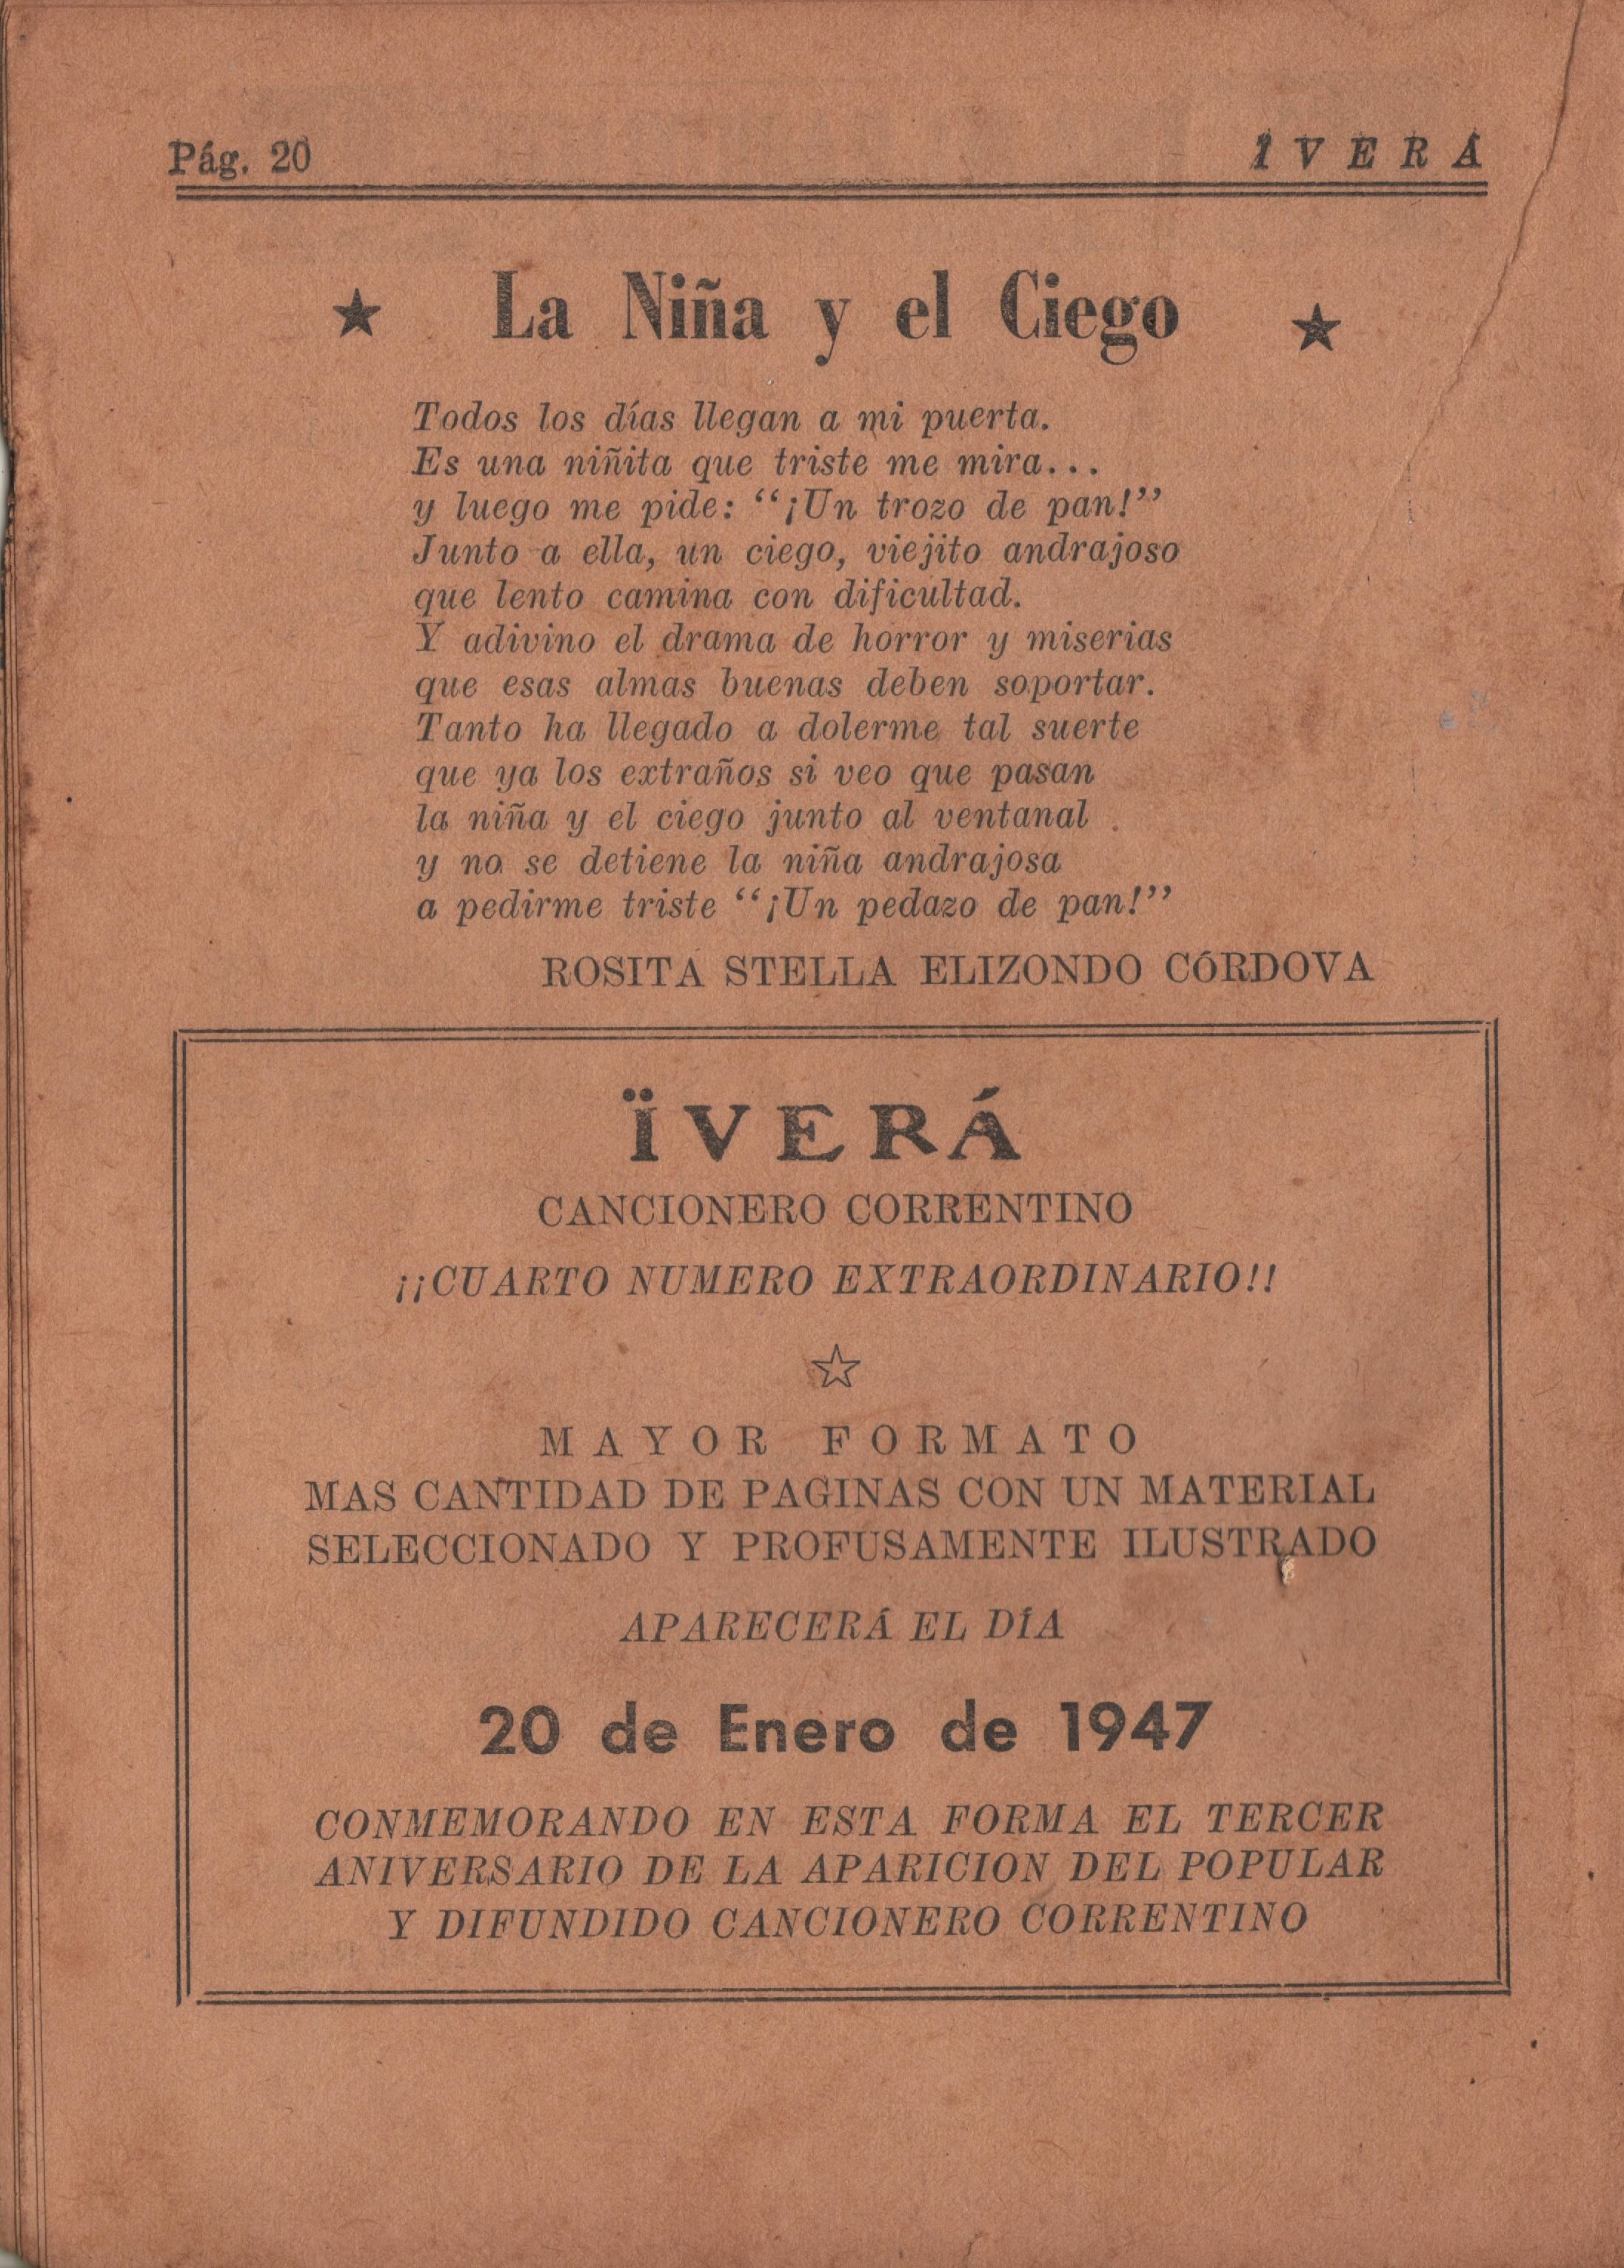 Pág. 20
ÏVERÁ
★ La Niña y el Ciego ★
Todos los días llegan a mi puerta.
Es una niñita que triste me mira...
y luego me pide: “¡Un trozo de pan!”
Junto a ella, un ciego, viejito andrajoso
que lento camina con dificultad.
Y adivino el drama de horror y miserias
que esas almas buenas deben soportar.
Tanto ha llegado a dolerme tal suerte
que ya los extraños si veo que pasan
la niña y el ciego junto al ventanal
y no se detiene la niña andrajosa
a pedirme triste “¡Un pedazo de pan!”
ROSITA STELLA ELIZONDO CÓRDOVA
ÏVERÁ
CANCIONERO CORRENTINO
¡¡CUARTO NUMERO EXTRAORDINARIO!!
☆
MAYOR FORMATO
MAS CANTIDAD DE PAGINAS CON UN MATERIAL
SELECCIONADO Y PROFUSAMENTE ILUSTRADO
APARECERÁ EL DÍA
20 de Enero de 1947
CONMEMORANDO EN ESTA FORMA EL TERCER
ANIVERSARIO DE LA APARICION DEL POPULAR
Y DIFUNDIDO CANCIONERO CORRENTINO